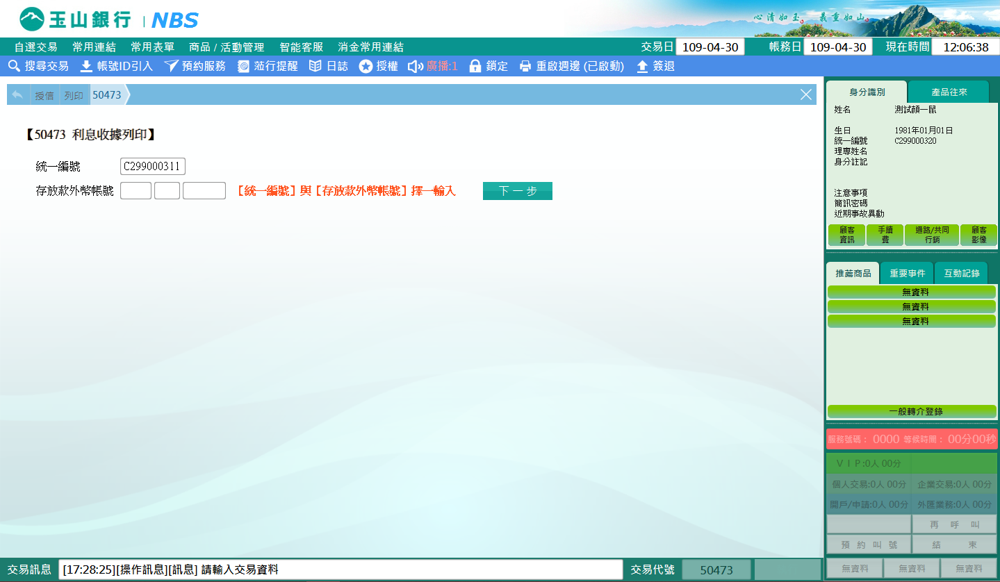 玉山銀行 | NBS
心清如玉 義重如山
自選交易 常用連結 常用表單 商品 / 活動管理 智能客服 消金常用連結 交易日 109-04-30 帳務日 109-04-30 現在時間 12:06:38
搜尋交易 帳號ID引入 預約服務 蒞行提醒 日誌 授權 廣播:1 鎖定 重啟週邊 (已啟動) 簽退
授信 列印 50473
【50473 利息收據列印】
統一編號 C299000311
存放款外幣帳號 【統一編號】與【存放款外幣帳號】擇一輸入 下一步
身分識別 產品往來
姓名 測試顏一鼠
生日 1981年01月01日
統一編號 C299000320
理專姓名
身分註記
注意事項
簡訊密碼
近期事故異動
顧客資訊 手續費 通路/共同行銷 顧客影像
推薦商品 重要事件 互動記錄
無資料
無資料
無資料
一般轉介登錄
服務號碼： 0000 等候時間： 00分00秒
ＶＩＰ:0人 00分
個人交易:0人 00分 企業交易:0人 00分
開戶/申請:0人 00分 外匯業務:0人 00分
再 呼 叫
預 約 叫 號 結 束
無資料 無資料 無資料
交易訊息 [17:28:25][操作訊息][訊息] 請輸入交易資料 交易代號 50473